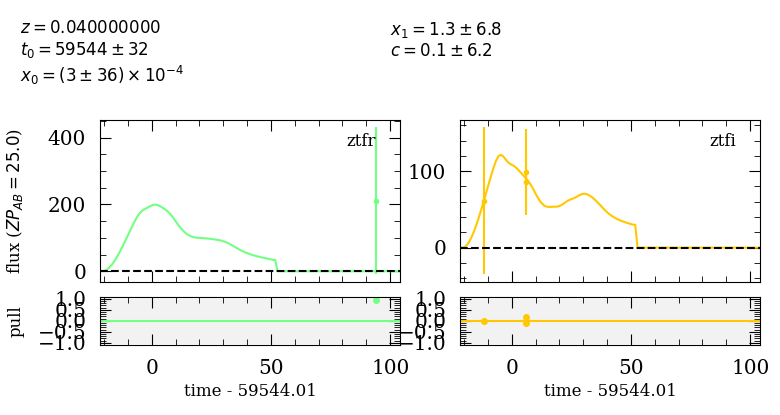 z = 0.040000000
t₀ = 59544 ± 32
x₀ = (3 ± 36) × 10⁻⁴
x₁ = 1.3 ± 6.8
c = 0.1 ± 6.2
flux (ZP_AB = 25.0)
400
200
0
ztfr
100
0
ztfi
pull
1.0
0.5
0.0
−0.5
−1.0
1.0
0.5
0.0
−0.5
−1.0
0 50 100
0 50 100
time - 59544.01
time - 59544.01